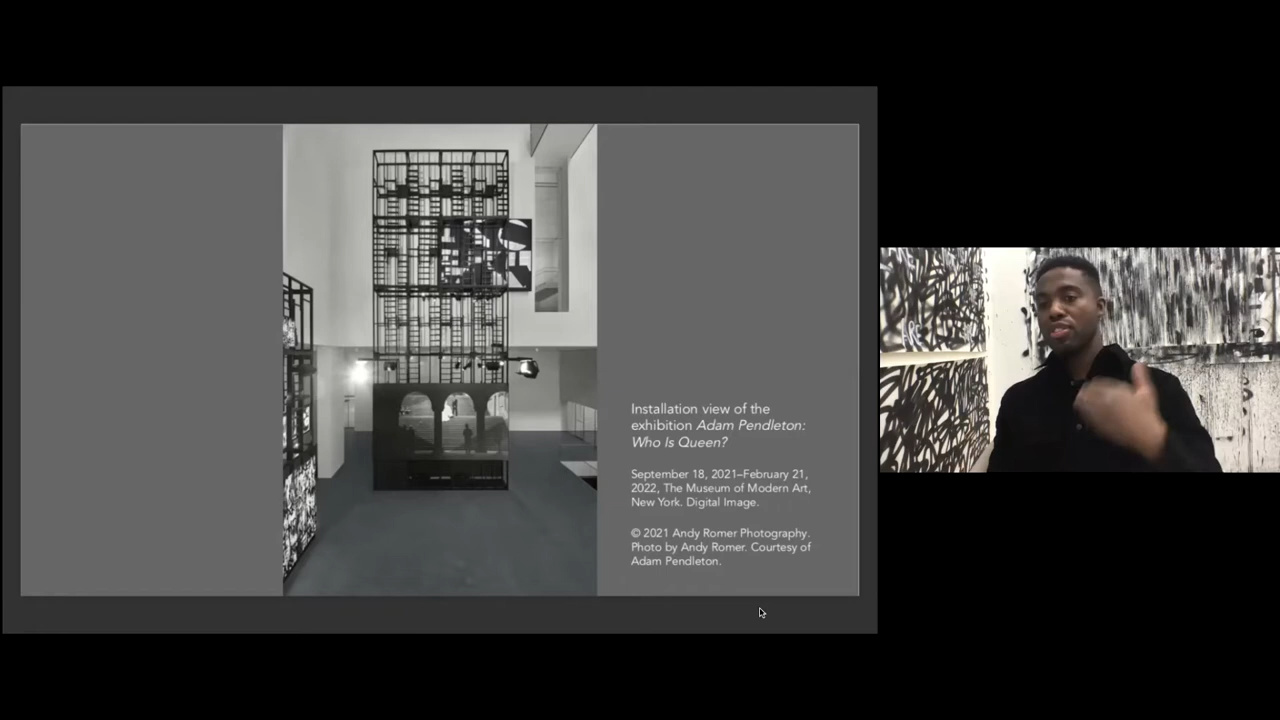 Installation view of the
exhibition Adam Pendleton:
Who Is Queen?
September 18, 2021–February 21,
2022, The Museum of Modern Art,
New York. Digital Image.
© 2021 Andy Romer Photography.
Photo by Andy Romer. Courtesy of
Adam Pendleton.